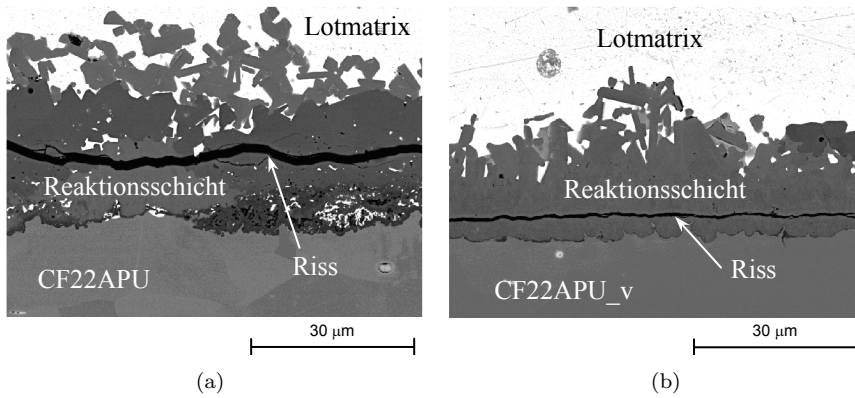 Lotmatrix
Reaktionsschicht
Riss
CF22APU
30 μm
(a)
Lotmatrix
Reaktionsschicht
Riss
CF22APU_v
30 μm
(b)